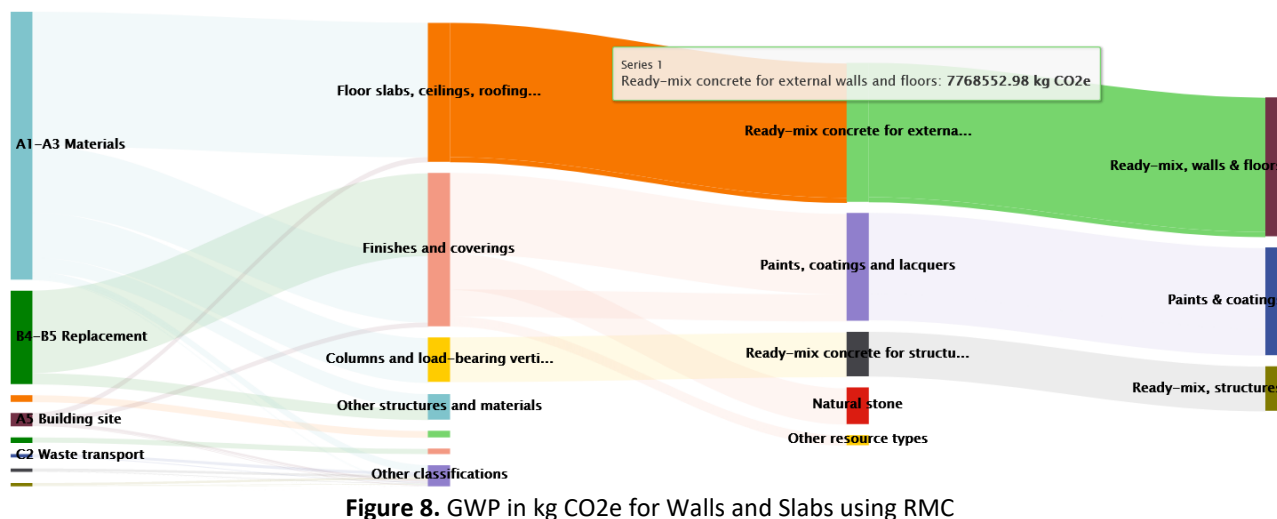 Series 1
Ready-mix concrete for external walls and floors: 7768552.98 kg CO2e
Floor slabs, ceilings, roofing...
Ready-mix concrete for externa...
A1-A3 Materials
Ready-mix, walls & floors
Finishes and coverings
Paints, coatings and lacquers
Paints & coating
B4-B5 Replacement
Columns and load-bearing verti...
Ready-mix concrete for structu...
Ready-mix, structures
Other structures and materials
Natural stone
A5 Building site
Other resource types
C2 Waste transport
Other classifications
Figure 8. GWP in kg CO2e for Walls and Slabs using RMC